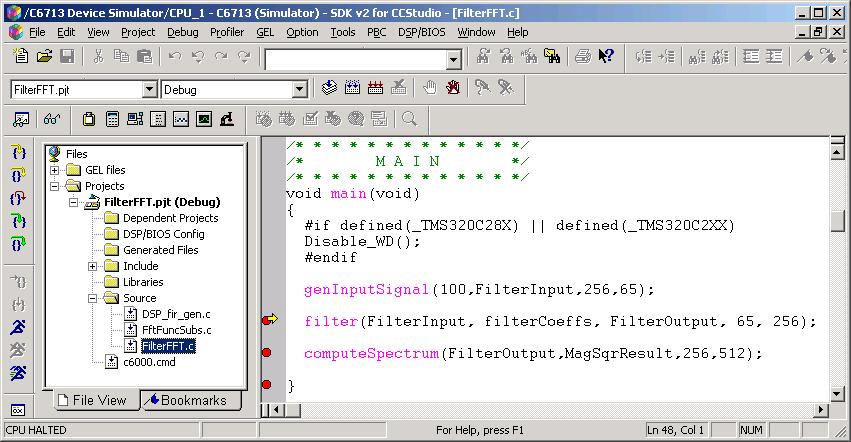 /C6713 Device Simulator/CPU_1 - C6713 (Simulator) - SDK v2 for CCStudio - [FilterFFT.c]
File Edit View Project Debug Profiler GEL Option Tools PBC DSP/BIOS Window Help
FilterFFT.pjt Debug
Files
GEL files
Projects
FilterFFT.pjt (Debug)
Dependent Projects
DSP/BIOS Config
Generated Files
Include
Libraries
Source
DSP_fir_gen.c
FftFuncSubs.c
FilterFFT.c
c6000.cmd
File View Bookmarks
/* * * * * * * * * * * * */
/* M A I N */
/* * * * * * * * * * * * */
void main(void)
{
#if defined(_TMS320C28X) || defined(_TMS320C2XX)
Disable_WD();
#endif
genInputSignal(100,FilterInput,256,65);
filter(FilterInput, filterCoeffs, FilterOutput, 65, 256);
computeSpectrum(FilterOutput,MagSqrResult,256,512);
}
CPU HALTED For Help, press F1 Ln 48, Col 1 NUM